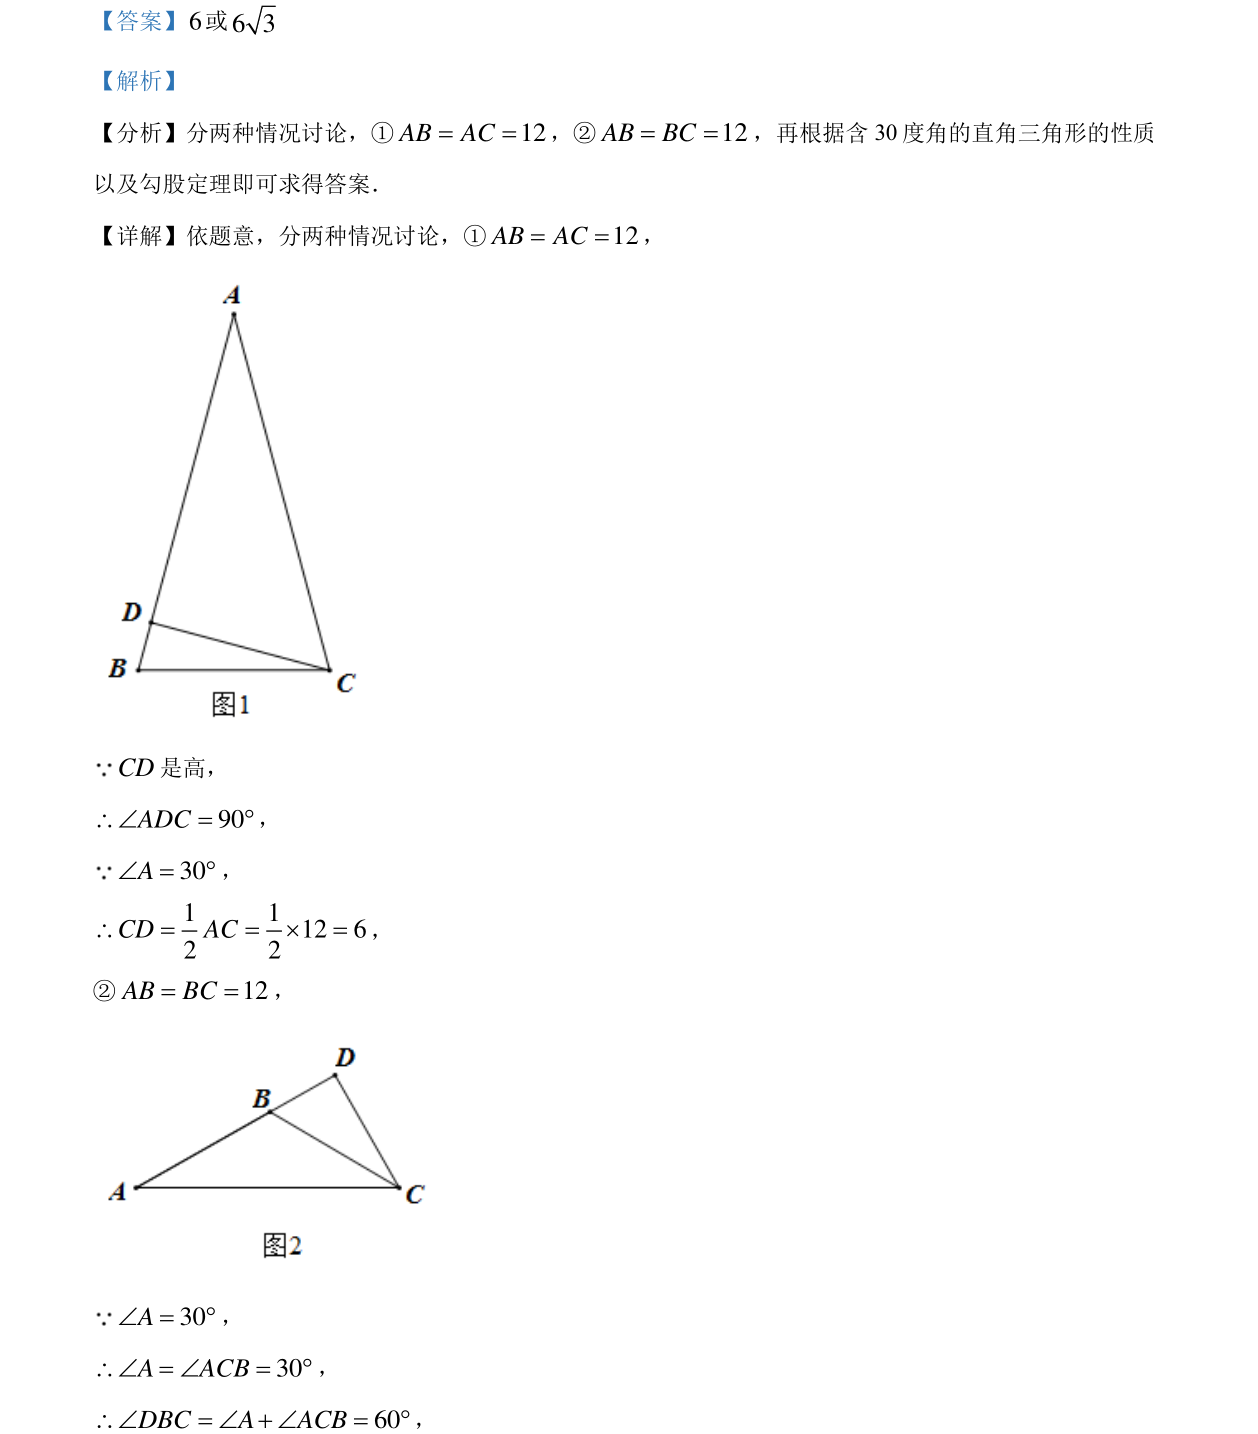 【答案】6或6√3
【解析】
【分析】分两种情况讨论，①AB = AC = 12，②AB = BC = 12，再根据含 30 度角的直角三角形的性质
以及勾股定理即可求得答案．
【详解】依题意，分两种情况讨论，①AB = AC = 12，
A
D
B
C
图1
∵CD 是高，
∴∠ADC = 90°，
∵∠A = 30°，
∴CD = 1/2 AC = 1/2 × 12 = 6，
②AB = BC = 12，
D
B
A
C
图2
∵∠A = 30°，
∴∠A = ∠ACB = 30°，
∴∠DBC = ∠A + ∠ACB = 60°，